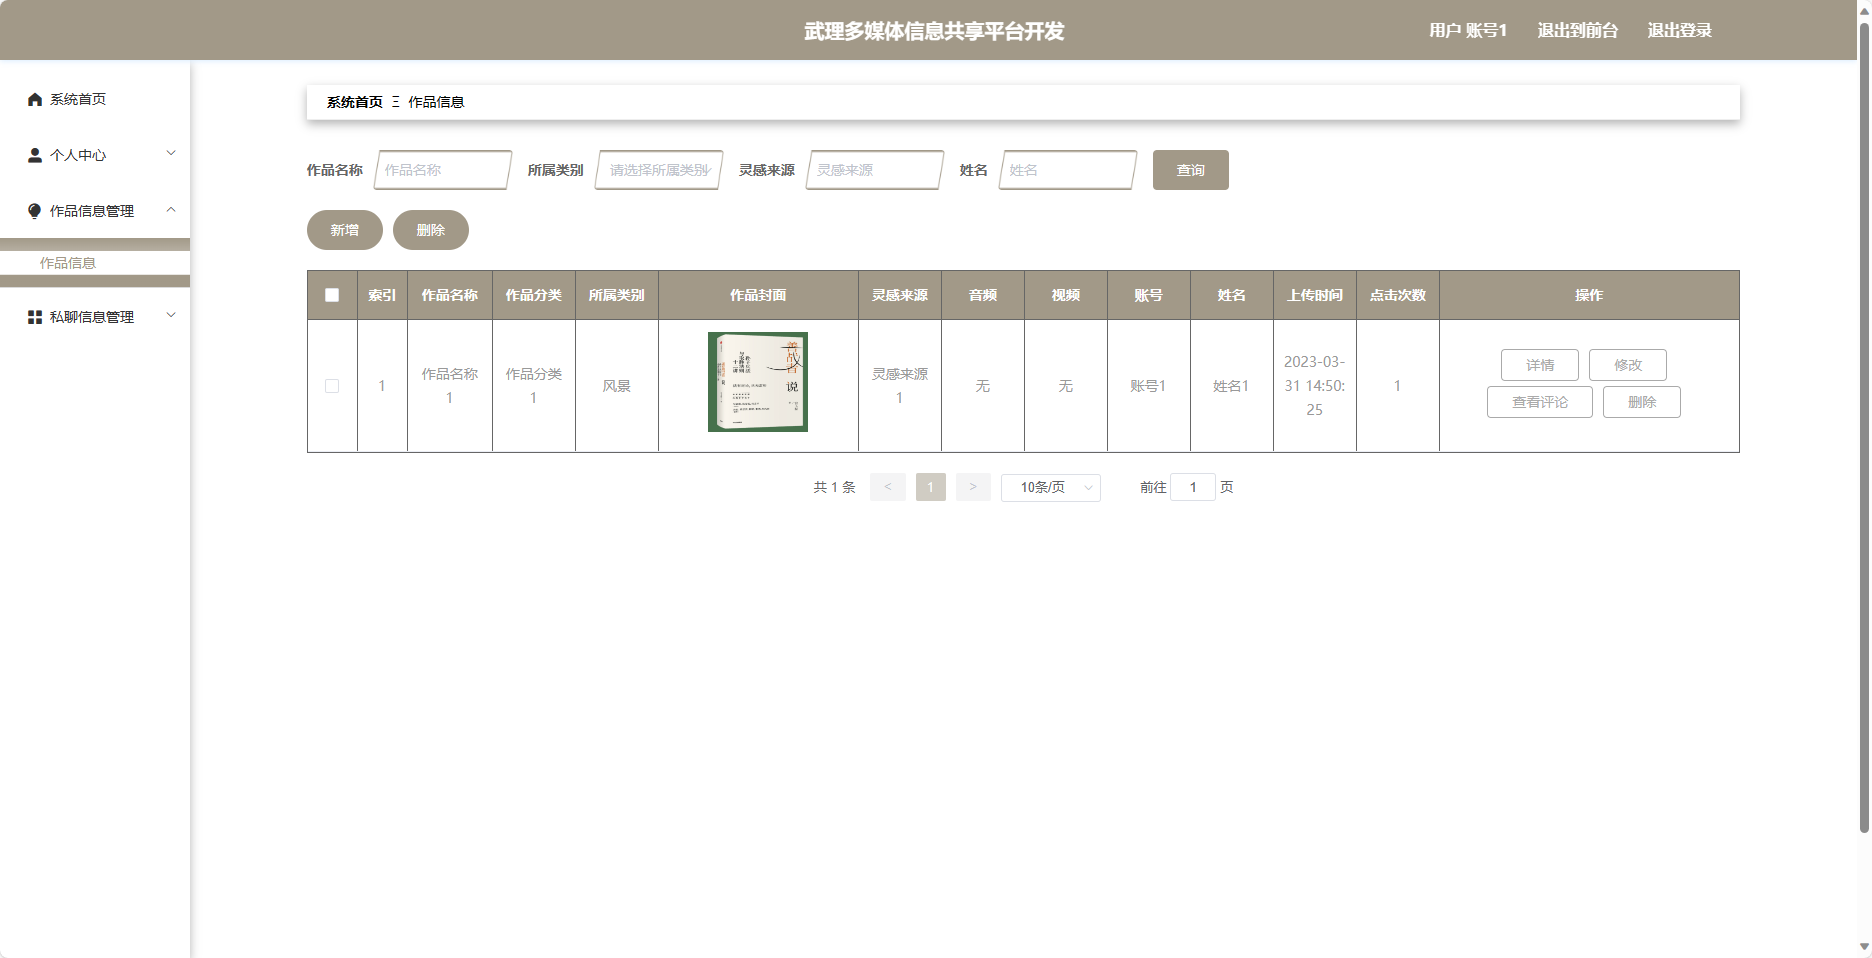 武理多媒体信息共享平台开发
用户 账号1 退出到前台 退出登录
系统首页
个人中心
作品信息管理
作品信息
私聊信息管理
系统首页 Ξ 作品信息
作品名称 作品名称 所属类别 请选择所属类别 灵感来源 灵感来源 姓名 姓名 查询
新增 删除
索引 作品名称 作品分类 所属类别 作品封面 灵感来源 音频 视频 账号 姓名 上传时间 点击次数 操作
1 作品名称1 作品分类1 风景 灵感来源1 无 无 账号1 姓名1 2023-03-31 14:50:25 1
善战者
说
详情 修改
查看评论 删除
共 1 条 < 1 > 10条/页 前往 1 页